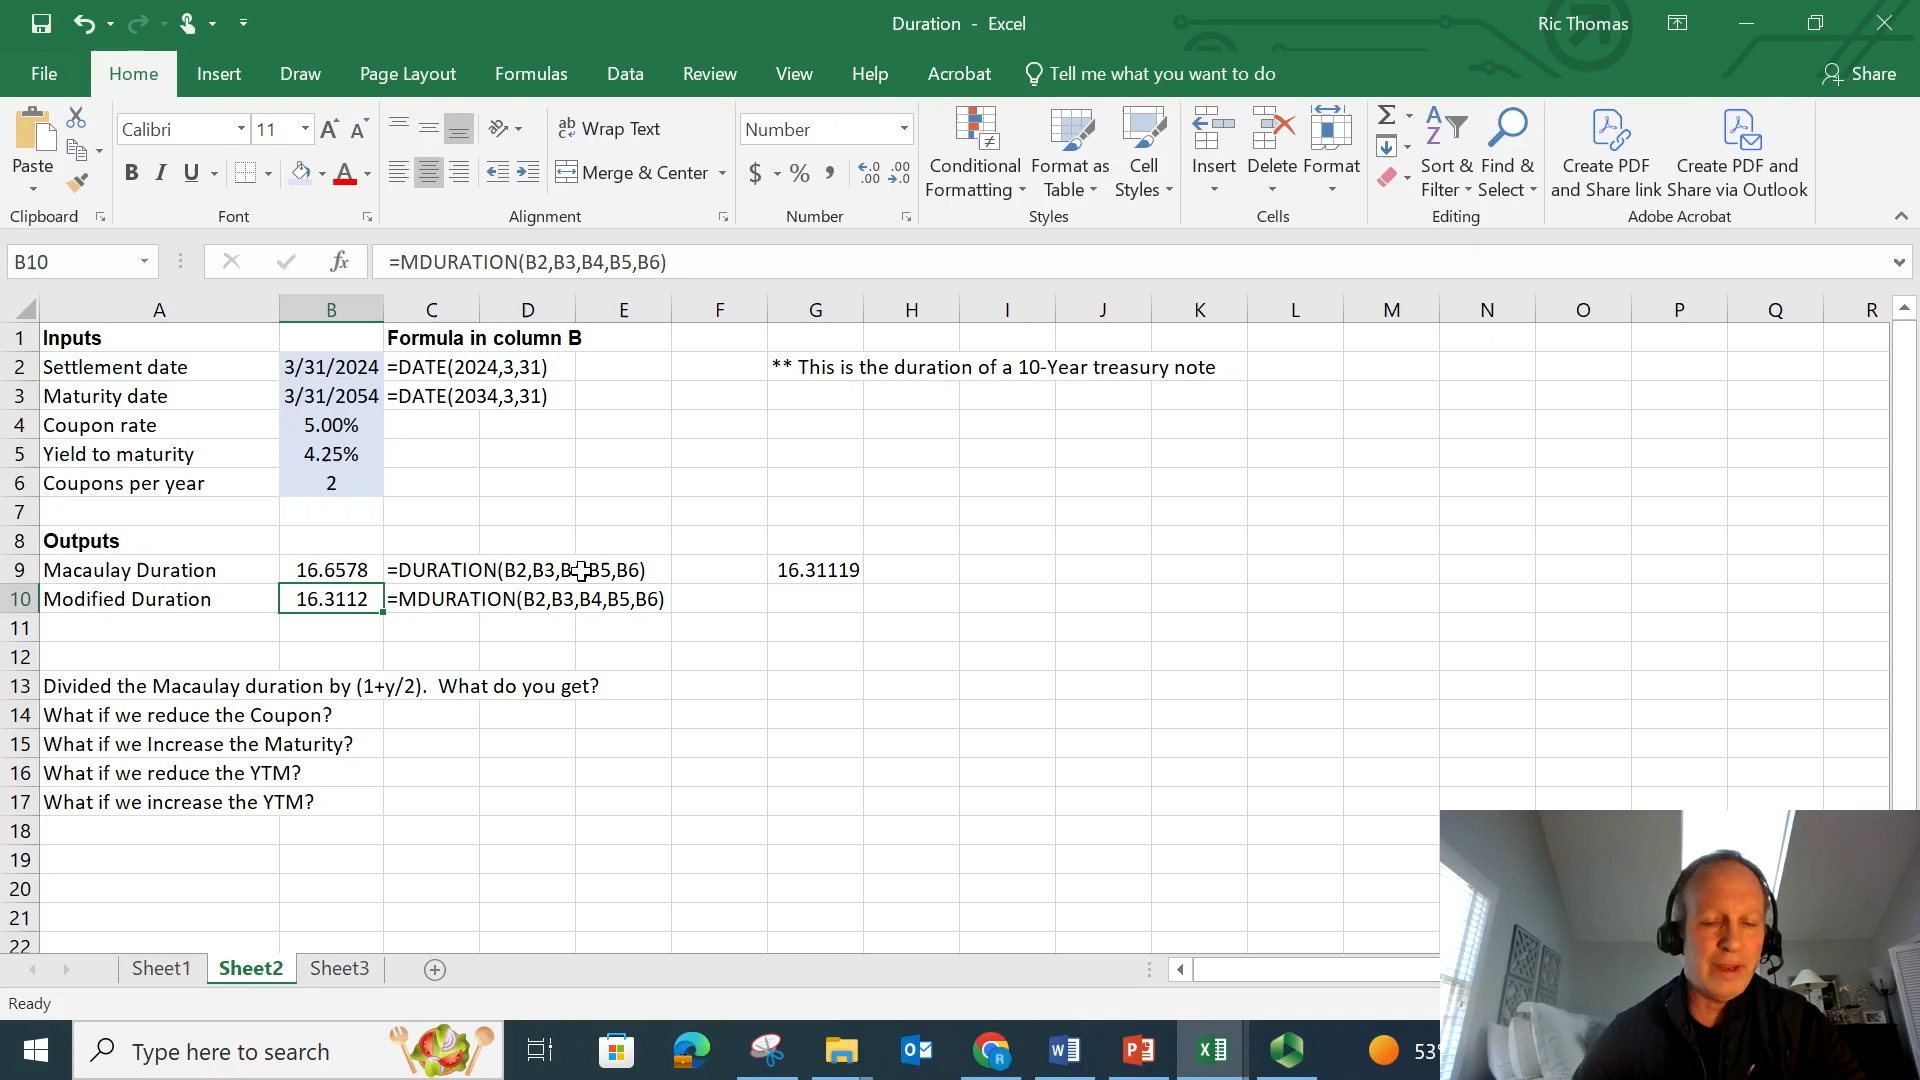 Duration - Excel
Ric Thomas
File Home Insert Draw Page Layout Formulas Data Review View Help Acrobat Tell me what you want to do Share
Paste
Clipboard
Calibri 11
B I U
Font
Wrap Text
Merge & Center
Alignment
Number
$ % ,
Number
Conditional Formatting
Format as Table
Cell Styles
Styles
Insert
Delete
Format
Cells
Sort & Filter
Find & Select
Editing
Create PDF and Share link
Create PDF and Share via Outlook
Adobe Acrobat
B10 fx =MDURATION(B2,B3,B4,B5,B6)
A B C D E F G H I J K L M N O P Q R
1 Inputs Formula in column B
2 Settlement date 3/31/2024 =DATE(2024,3,31) ** This is the duration of a 10-Year treasury note
3 Maturity date 3/31/2054 =DATE(2034,3,31)
4 Coupon rate 5.00%
5 Yield to maturity 4.25%
6 Coupons per year 2
7
8 Outputs
9 Macaulay Duration 16.6578 =DURATION(B2,B3,B B5,B6) 16.31119
10 Modified Duration 16.3112 =MDURATION(B2,B3,B4,B5,B6)
11
12
13 Divided the Macaulay duration by (1+y/2). What do you get?
14 What if we reduce the Coupon?
15 What if we Increase the Maturity?
16 What if we reduce the YTM?
17 What if we increase the YTM?
18
19
20
21
22
Sheet1 Sheet2 Sheet3
Ready
Type here to search
53°